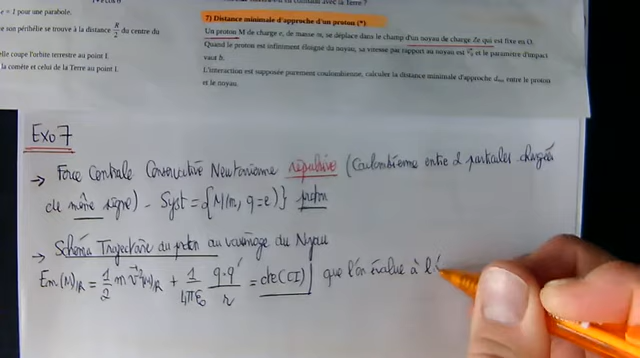 e = 1 pour une parabole.
son périhélie se trouve à la distance R/2 du centre du
elle coupe l'orbite terrestre au point I.
la comète et celui de la Terre au point I.
7) Distance minimale d'approche d'un proton (*)
Un proton M de charge e, de masse m, se déplace dans le champ d'un noyau de charge Ze qui est fixe en O.
Quand le proton est infiniment éloigné du noyau, sa vitesse par rapport au noyau est v₀ et le paramètre d'impact
vaut b.
L'interaction est supposée purement coulombienne, calculer la distance minimale d'approche d_min entre le proton
et le noyau.
Exo 7
→ Force Centrale Conservative Newtonienne répulsive (Coulombienne entre 2 particules chargées
de même signe) - Syst = {M(m, q=e)} proton
→ Schéma Trajectoire du proton au voisinage du Noyau
Em(M)/R = 1/2 m v²(M)/R + 1/4πε₀ q·q'/r = cte(CI) | que l'on évalue à l'